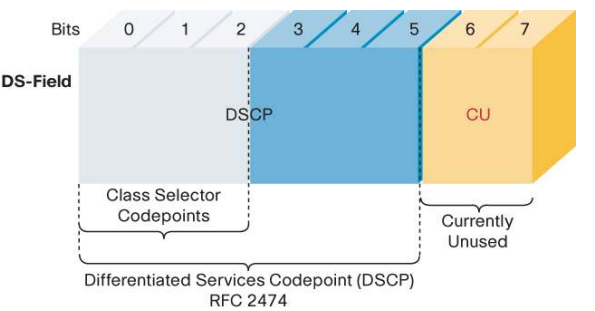 Bits 0 1 2 3 4 5 6 7
DS-Field
DSCP CU
Class Selector
Codepoints
Currently
Unused
Differentiated Services Codepoint (DSCP)
RFC 2474